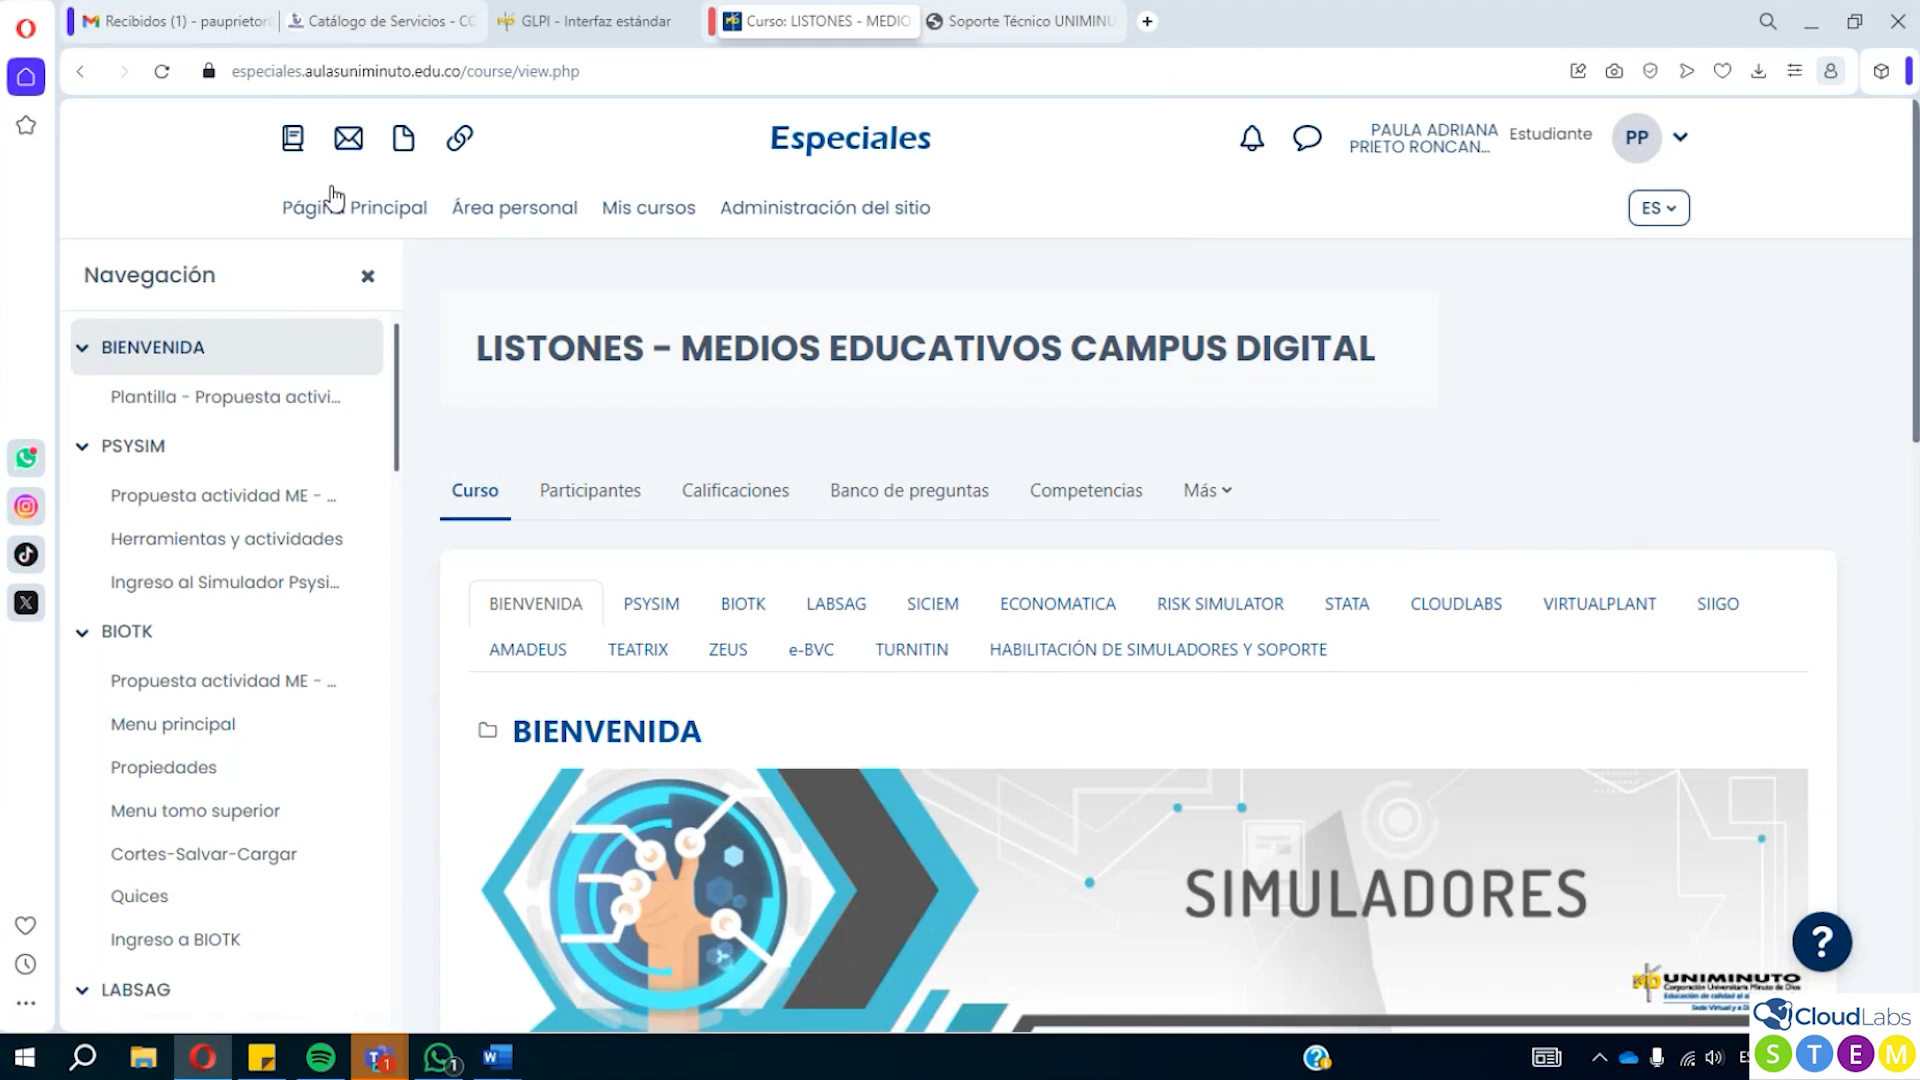 Recibidos (1) - pauprietor
Catálogo de Servicios - CC
GLPI - Interfaz estándar
Curso: LISTONES - MEDIO
Soporte Técnico UNIMINU
especiales.aulasuniminuto.edu.co/course/view.php
Especiales
PAULA ADRIANA
PRIETO RONCAN...
Estudiante
PP
Página Principal
Área personal
Mis cursos
Administración del sitio
ES
Navegación
BIENVENIDA
Plantilla - Propuesta activi...
PSYSIM
Propuesta actividad ME - ...
Herramientas y actividades
Ingreso al Simulador Psysi...
BIOTK
Propuesta actividad ME - ...
Menu principal
Propiedades
Menu tomo superior
Cortes-Salvar-Cargar
Quices
Ingreso a BIOTK
LABSAG
LISTONES - MEDIOS EDUCATIVOS CAMPUS DIGITAL
Curso
Participantes
Calificaciones
Banco de preguntas
Competencias
Más
BIENVENIDA
PSYSIM
BIOTK
LABSAG
SICIEM
ECONOMATICA
RISK SIMULATOR
STATA
CLOUDLABS
VIRTUALPLANT
SIIGO
AMADEUS
TEATRIX
ZEUS
e-BVC
TURNITIN
HABILITACIÓN DE SIMULADORES Y SOPORTE
BIENVENIDA
SIMULADORES
UNIMINUTO
Corporación Universitaria Minuto de Dios
?
CloudLabs
S T E M